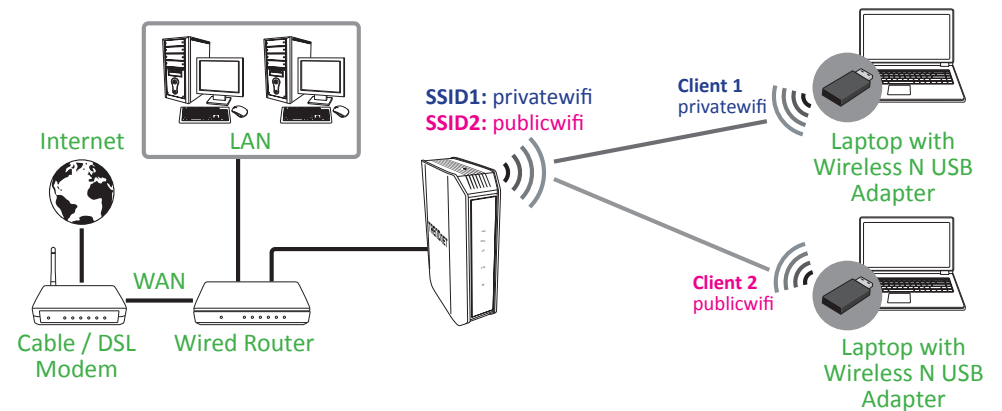 Internet
LAN
SSID1: privatewifi
SSID2: publicwifi
Client 1
privatewifi
Laptop with
Wireless N USB
Adapter
TRENDNET
WAN
Cable / DSL
Modem
Wired Router
Client 2
publicwifi
Laptop with
Wireless N USB
Adapter